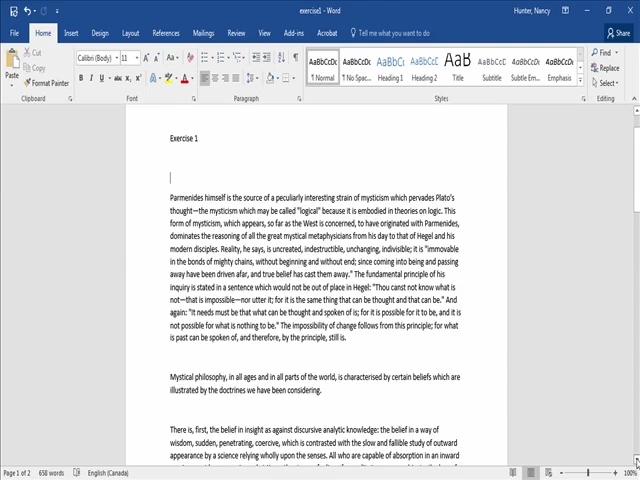 exercise1 - Word
Hunter, Nancy
File Home Insert Design Layout References Mailings Review View Add-ins Acrobat Tell me what you want to do Share
Cut
Copy
Format Painter
Paste
Calibri (Body) 11
B I U
Normal No Spac... Heading 1 Heading 2 Title Subtitle Subtle Em... Emphasis
Find
Replace
Select
Clipboard Font Paragraph Styles Editing
Exercise 1
Parmenides himself is the source of a peculiarly interesting strain of mysticism which pervades Plato's
thought—the mysticism which may be called "logical" because it is embodied in theories on logic. This
form of mysticism, which appears, so far as the West is concerned, to have originated with Parmenides,
dominates the reasoning of all the great mystical metaphysicians from his day to that of Hegel and his
modern disciples. Reality, he says, is uncreated, indestructible, unchanging, indivisible; it is "immovable
in the bonds of mighty chains, without beginning and without end; since coming into being and passing
away have been driven afar, and true belief has cast them away." The fundamental principle of his
inquiry is stated in a sentence which would not be out of place in Hegel: "Thou canst not know what is
not—that is impossible—nor utter it; for it is the same thing that can be thought and that can be." And
again: "It needs must be that what can be thought and spoken of is; for it is possible for it to be, and it is
not possible for what is nothing to be." The impossibility of change follows from this principle; for what
is past can be spoken of, and therefore, by the principle, still is.
Mystical philosophy, in all ages and in all parts of the world, is characterised by certain beliefs which are
illustrated by the doctrines we have been considering.
There is, first, the belief in insight as against discursive analytic knowledge: the belief in a way of
wisdom, sudden, penetrating, coercive, which is contrasted with the slow and fallible study of outward
appearance by a science relying wholly upon the senses. All who are capable of absorption in an inward
Page 1 of 2 658 words English (Canada) 100%